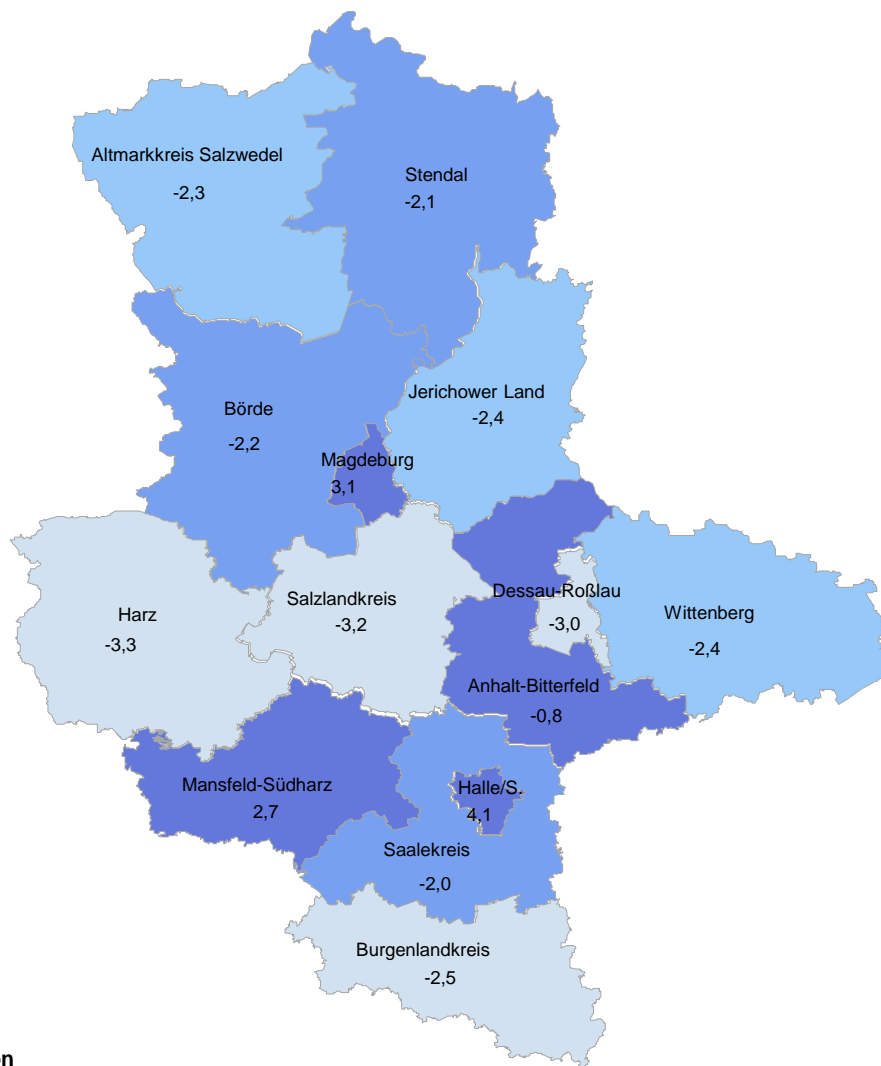 Altmarkkreis Salzwedel
-2,3
Stendal
-2,1
Jerichower Land
-2,4
Börde
-2,2
Magdeburg
3,1
Dessau-Roßlau
-3,0
Salzlandkreis
-3,2
Harz
-3,3
Wittenberg
-2,4
Anhalt-Bitterfeld
-0,8
Mansfeld-Südharz
2,7
Halle/S.
4,1
Saalekreis
-2,0
Burgenlandkreis
-2,5
on